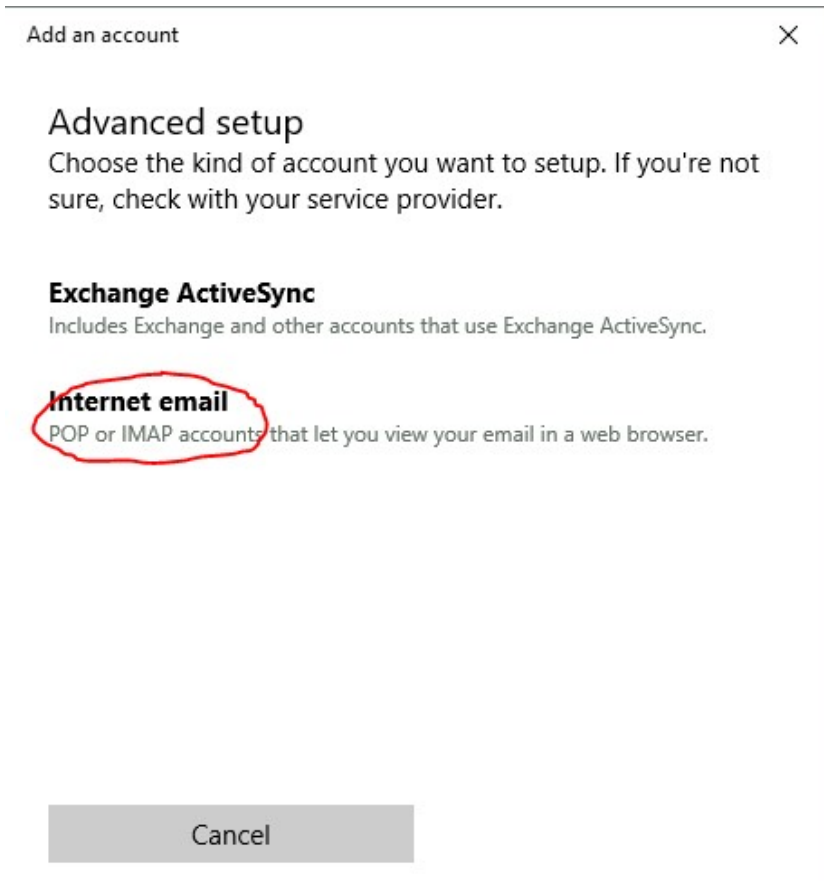 Add an account
Advanced setup
Choose the kind of account you want to setup. If you're not
sure, check with your service provider.
Exchange ActiveSync
Includes Exchange and other accounts that use Exchange ActiveSync.
Internet email
POP or IMAP accounts that let you view your email in a web browser.
Cancel